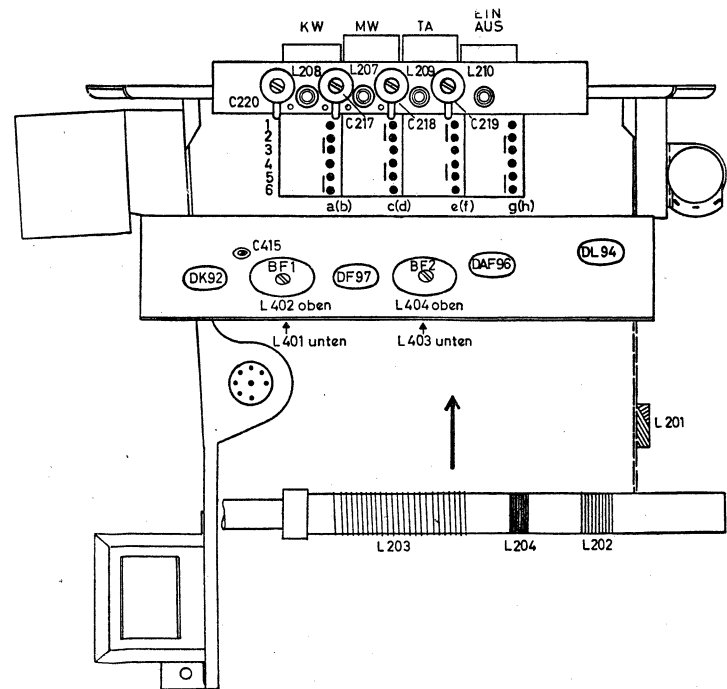 KW MW TA EIN AUS
L208 L207 L209 L210
C220 C217 C218 C219
1
2
3
4
5
6
a(b) c(d) e(f) g(h)
C415
DK92 BF1 DF97 BF2 DAF96 DL94
L402 oben L404 oben
L401 unten L403 unten
L201
L203 L204 L202